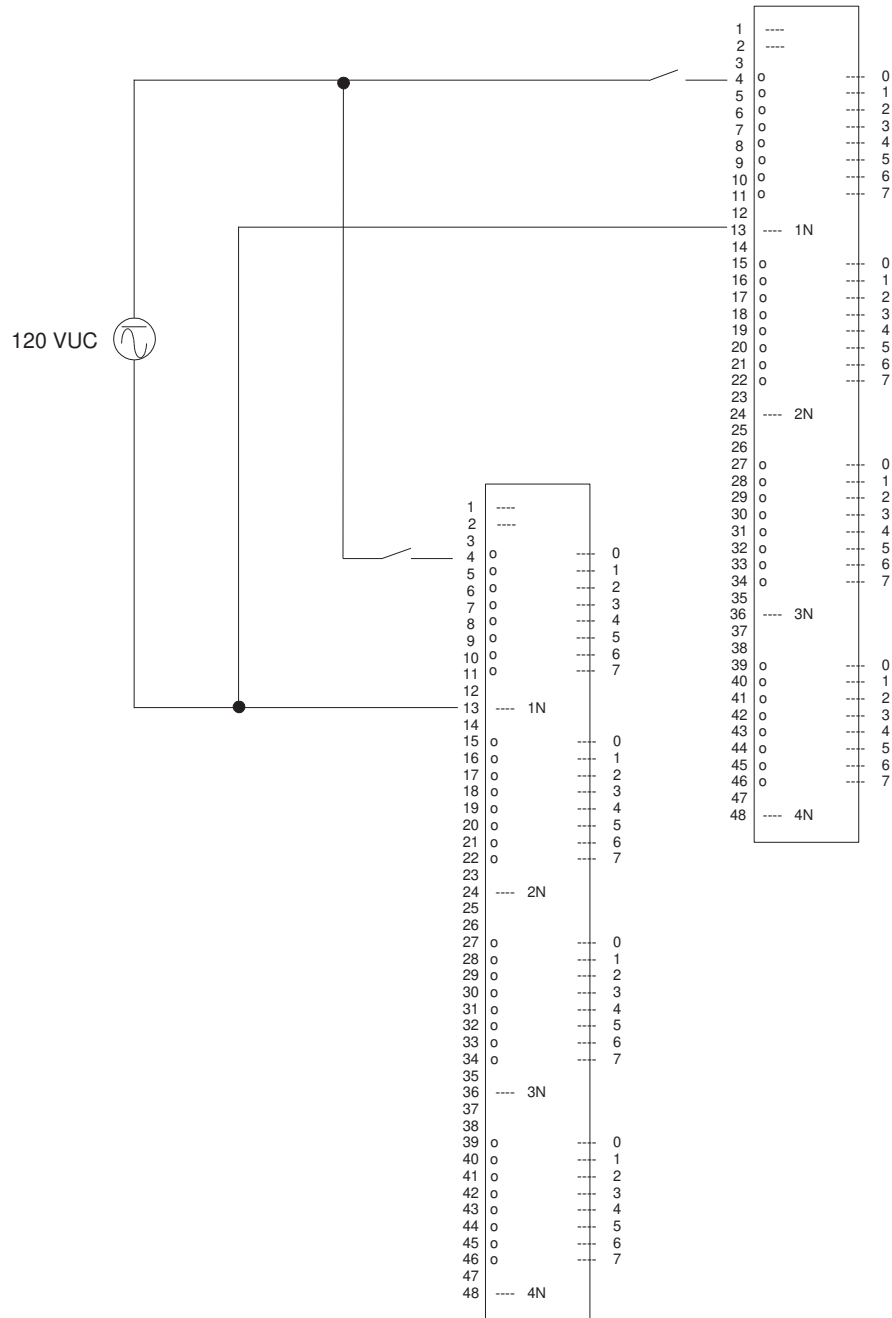 1 ----
2 ----
3
4 o ---- 0
5 o ---- 1
6 o ---- 2
7 o ---- 3
8 o ---- 4
9 o ---- 5
10 o ---- 6
11 o ---- 7
12
13 ---- 1N
14
15 o ---- 0
16 o ---- 1
17 o ---- 2
18 o ---- 3
19 o ---- 4
20 o ---- 5
21 o ---- 6
22 o ---- 7
23
24 ---- 2N
25
26
27 o ---- 0
28 o ---- 1
29 o ---- 2
30 o ---- 3
31 o ---- 4
32 o ---- 5
33 o ---- 6
34 o ---- 7
35
36 ---- 3N
37
38
39 o ---- 0
40 o ---- 1
41 o ---- 2
42 o ---- 3
43 o ---- 4
44 o ---- 5
45 o ---- 6
46 o ---- 7
47
48 ---- 4N
120 VUC
1 ----
2 ----
3
4 o ---- 0
5 o ---- 1
6 o ---- 2
7 o ---- 3
8 o ---- 4
9 o ---- 5
10 o ---- 6
11 o ---- 7
12
13 ---- 1N
14
15 o ---- 0
16 o ---- 1
17 o ---- 2
18 o ---- 3
19 o ---- 4
20 o ---- 5
21 o ---- 6
22 o ---- 7
23
24 ---- 2N
25
26
27 o ---- 0
28 o ---- 1
29 o ---- 2
30 o ---- 3
31 o ---- 4
32 o ---- 5
33 o ---- 6
34 o ---- 7
35
36 ---- 3N
37
38
39 o ---- 0
40 o ---- 1
41 o ---- 2
42 o ---- 3
43 o ---- 4
44 o ---- 5
45 o ---- 6
46 o ---- 7
47
48 ---- 4N